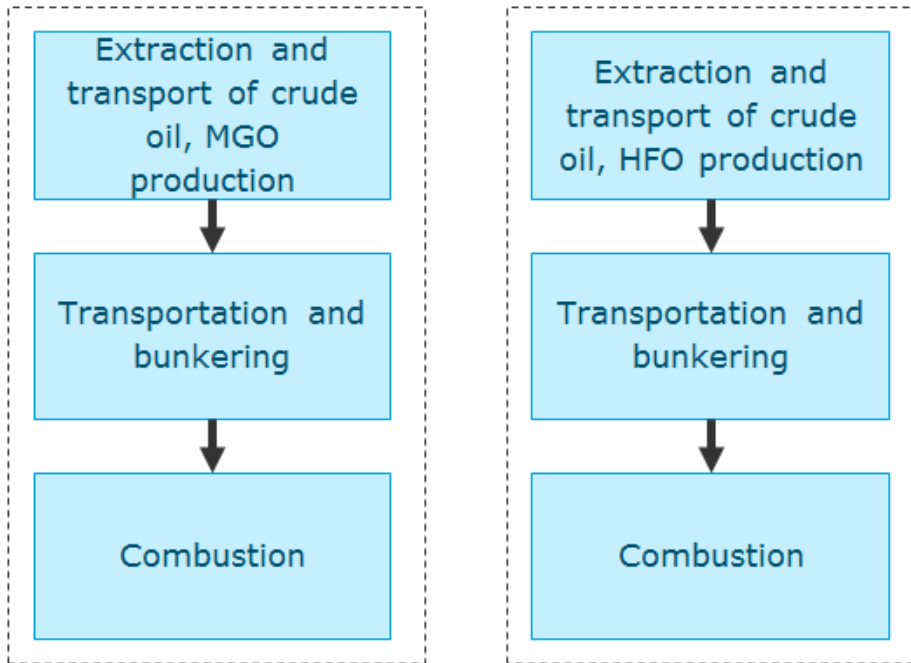 Extraction and
transport of crude
oil, MGO
production
Transportation and
bunkering
Combustion
Extraction and
transport of crude
oil, HFO production
Transportation and
bunkering
Combustion